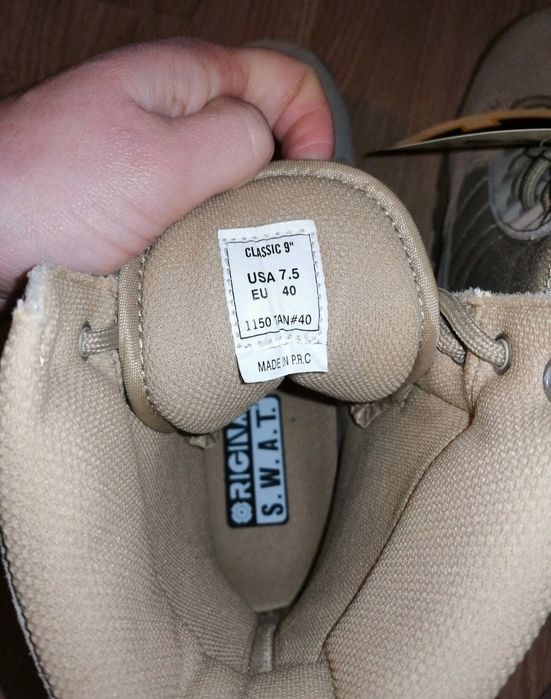 CLASSIC 9"
USA 7.5
EU 40
1150 TAN#40
MADE IN P.R.C
ORIGINAL
S.W.A.T.